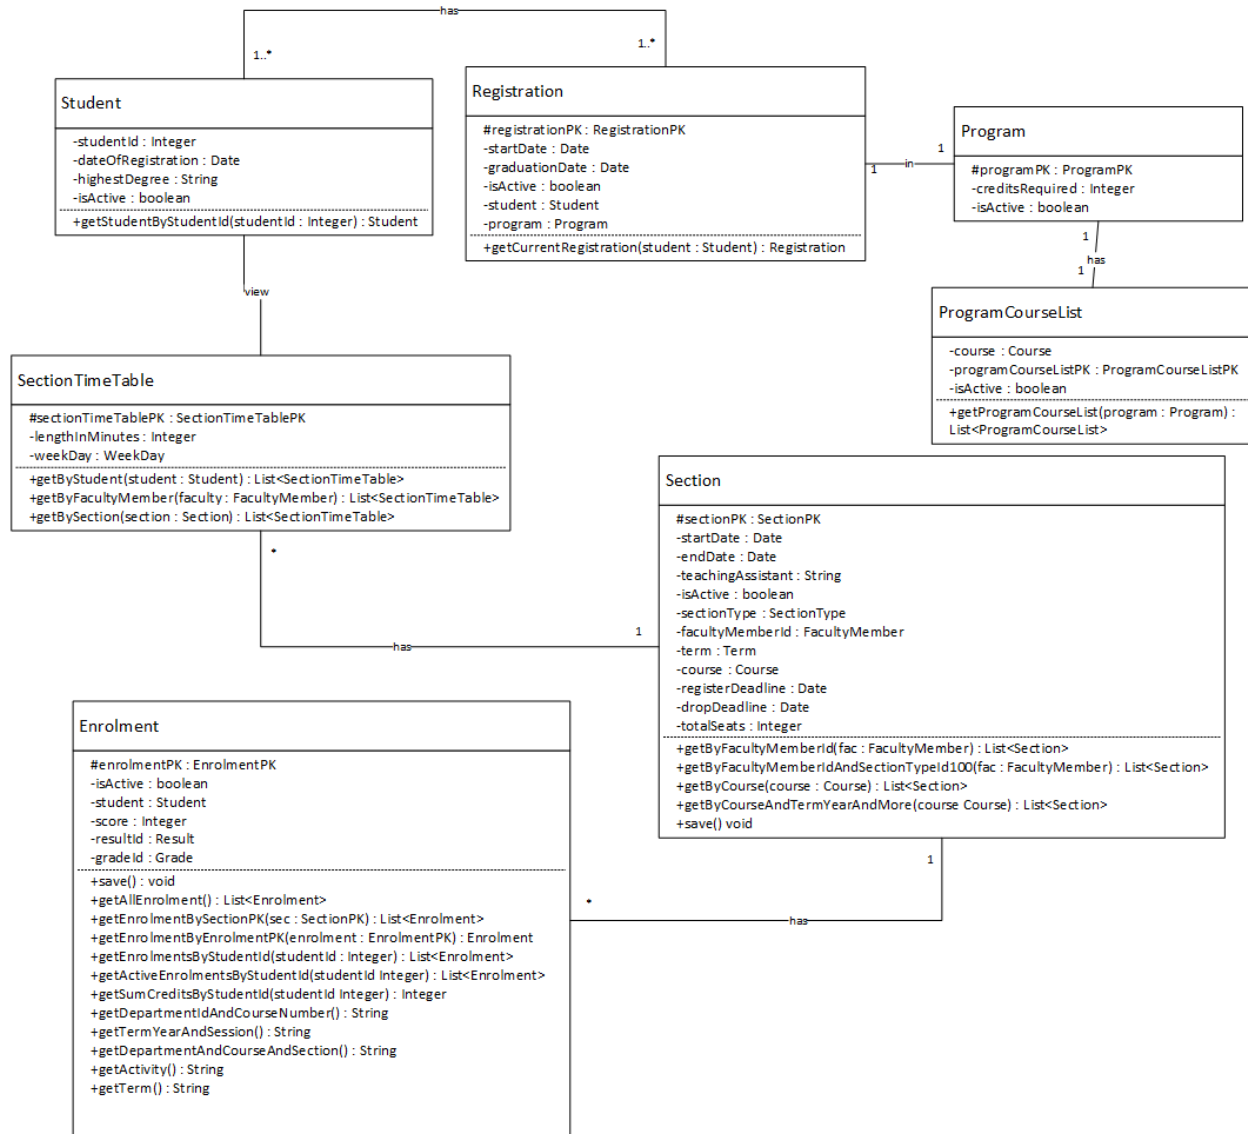 has
1..*
1..*
Student
-studentId : Integer
-dateOfRegistration : Date
-highestDegree : String
-isActive : boolean
+getStudentByStudentId(studentId : Integer) : Student
Registration
#registrationPK : RegistrationPK
-startDate : Date
-graduationDate : Date
-isActive : boolean
-student : Student
-program : Program
+getCurrentRegistration(student : Student) : Registration
1
in
1
Program
#programPK : ProgramPK
-creditsRequired : Integer
-isActive : boolean
1
has
1
ProgramCourseList
-course : Course
-programCourseListPK : ProgramCourseListPK
-isActive : boolean
+getProgramCourseList(program : Program) :
List<ProgramCourseList>
view
SectionTimeTable
#sectionTimeTablePK : SectionTimeTablePK
-lengthInMinutes : Integer
-weekDay : WeekDay
+getByStudent(student : Student) : List<SectionTimeTable>
+getByFacultyMember(faculty : FacultyMember) : List<SectionTimeTable>
+getBySection(section : Section) : List<SectionTimeTable>
*
has
1
Section
#sectionPK : SectionPK
-startDate : Date
-endDate : Date
-teachingAssistant : String
-isActive : boolean
-sectionType : SectionType
-facultyMemberId : FacultyMember
-term : Term
-course : Course
-registerDeadline : Date
-dropDeadline : Date
-totalSeats : Integer
+getByFacultyMemberId(fac : FacultyMember) : List<Section>
+getByFacultyMemberIdAndSectionTypeId100(fac : FacultyMember) : List<Section>
+getByCourse(course : Course) : List<Section>
+getByCourseAndTermYearAndMore(course Course) : List<Section>
+save() void
1
has
*
Enrolment
#enrolmentPK : EnrolmentPK
-isActive : boolean
-student : Student
-score : Integer
-resultId : Result
-gradeId : Grade
+save() : void
+getAllEnrolment() : List<Enrolment>
+getEnrolmentBySectionPK(sec : SectionPK) : List<Enrolment>
+getEnrolmentByEnrolmentPK(enrolment : EnrolmentPK) : Enrolment
+getEnrolmentsByStudentId(studentId : Integer) : List<Enrolment>
+getActiveEnrolmentsByStudentId(studentId Integer) : List<Enrolment>
+getSumCreditsByStudentId(studentId Integer) : Integer
+getDepartmentIdAndCourseNumber() : String
+getTermYearAndSession() : String
+getDepartmentAndCourseAndSection() : String
+getActivity() : String
+getTerm() : String